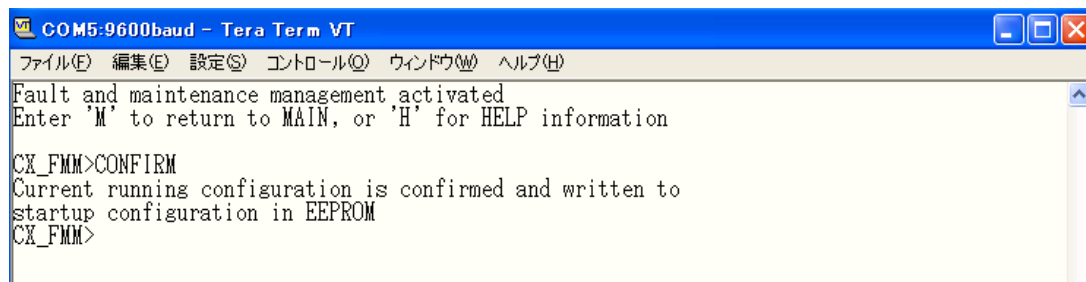 COM5:9600baud - Tera Term VT
ファイル(F) 編集(E) 設定(S) コントロール(O) ウィンドウ(W) ヘルプ(H)
Fault and maintenance management activated
Enter 'M' to return to MAIN, or 'H' for HELP information
CX_FMM>CONFIRM
Current running configuration is confirmed and written to
startup configuration in EEPROM
CX_FMM>